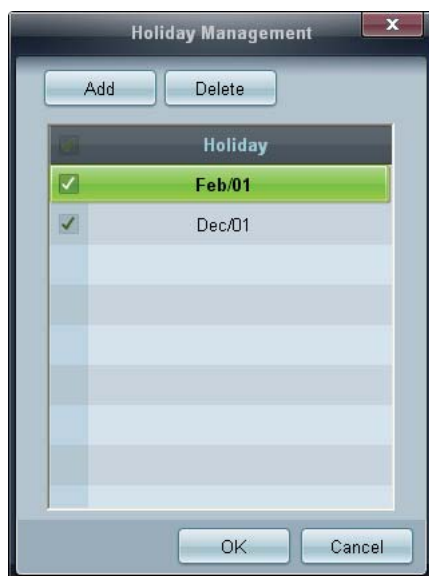 Holiday Management
Add Delete
Holiday
Feb/01
Dec/01
OK Cancel